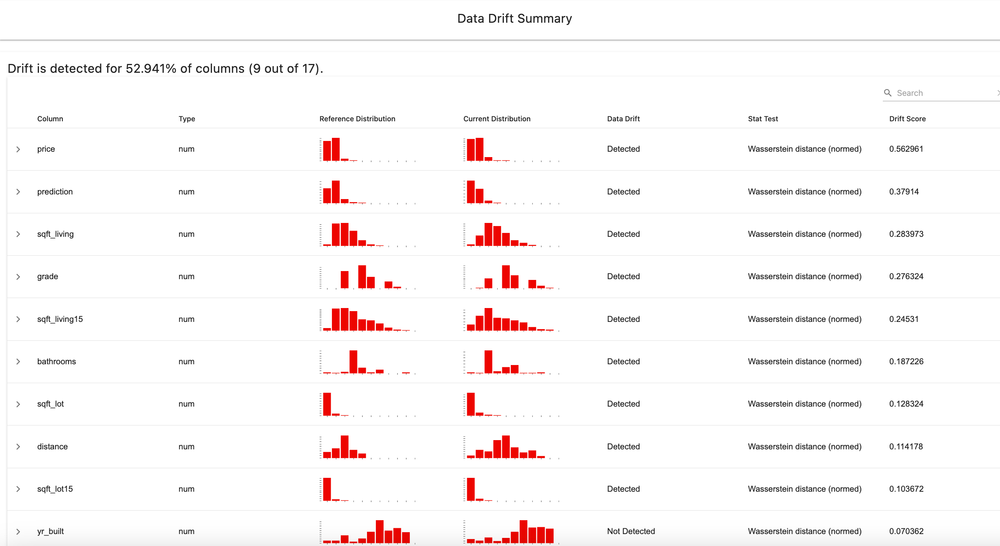 Data Drift Summary
Drift is detected for 52.941% of columns (9 out of 17).
Search
Column Type Reference Distribution Current Distribution Data Drift Stat Test Drift Score
price num Detected Wasserstein distance (normed) 0.562961
prediction num Detected Wasserstein distance (normed) 0.37914
sqft_living num Detected Wasserstein distance (normed) 0.283973
grade num Detected Wasserstein distance (normed) 0.276324
sqft_living15 num Detected Wasserstein distance (normed) 0.24531
bathrooms num Detected Wasserstein distance (normed) 0.187226
sqft_lot num Detected Wasserstein distance (normed) 0.128324
distance num Detected Wasserstein distance (normed) 0.114178
sqft_lot15 num Detected Wasserstein distance (normed) 0.103672
yr_built num Not Detected Wasserstein distance (normed) 0.070362